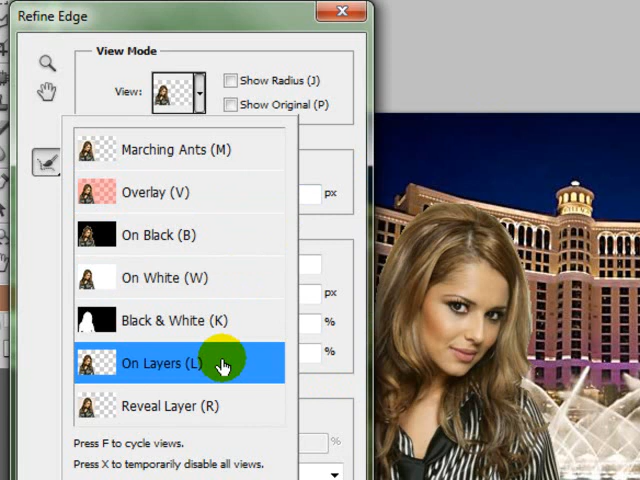 Refine Edge
View Mode
View:
Show Radius (J)
Show Original (P)
Marching Ants (M)
Overlay (V)
px
On Black (B)
On White (W)
px
Black & White (K)
%
On Layers (L)
%
Reveal Layer (R)
Press F to cycle views.
%
Press X to temporarily disable all views.